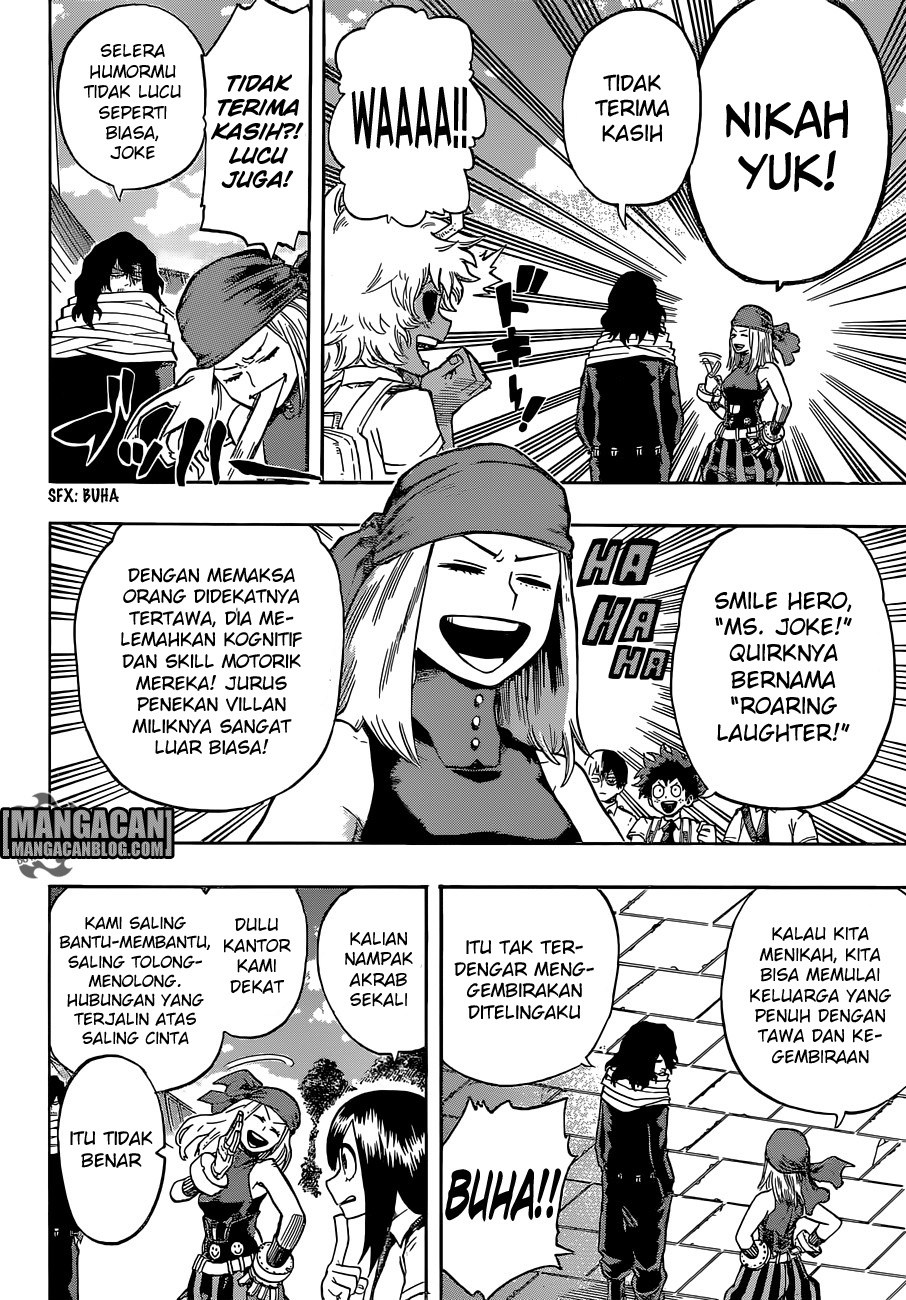 NIKAH
YUK!
TIDAK
TERIMA
KASIH
WAAAA!!
ドキ!
TIDAK
TERIMA
KASIH?!
LUCU
JUGA!
SELERA
HUMORMU
TIDAK LUCU
SEPERTI
BIASA,
JOKE
ブッハ
SFX: BUHA
SMILE HERO,
"MS. JOKE!"
QUIRKNYA
BERNAMA
"ROARING
LAUGHTER!"
HA
HA
HA
DENGAN MEMAKSA
ORANG DIDEKATNYA
TERTAWA, DIA ME-
LEMAHKAN KOGNITIF
DAN SKILL MOTORIK
MEREKA! JURUS
PENEKAN VILLAN
MILIKNYA SANGAT
LUAR BIASA!
MANGACAN
MANGACANBLOG.COM
KALAU KITA
MENIKAH, KITA
BISA MEMULAI
KELUARGA YANG
PENUH DENGAN
TAWA DAN KE-
GEMBIRAAN
ITU TAK TER-
DENGAR MENG-
GEMBIRAKAN
DITELINGAKU
BUHA!!
KALIAN
NAMPAK
AKRAB
SEKALI
DULU
KANTOR
KAMI
DEKAT
KAMI SALING
BANTU-MEMBANTU,
SALING TOLONG-
MENOLONG.
HUBUNGAN YANG
TERJALIN ATAS
SALING CINTA
ITU TIDAK
BENAR